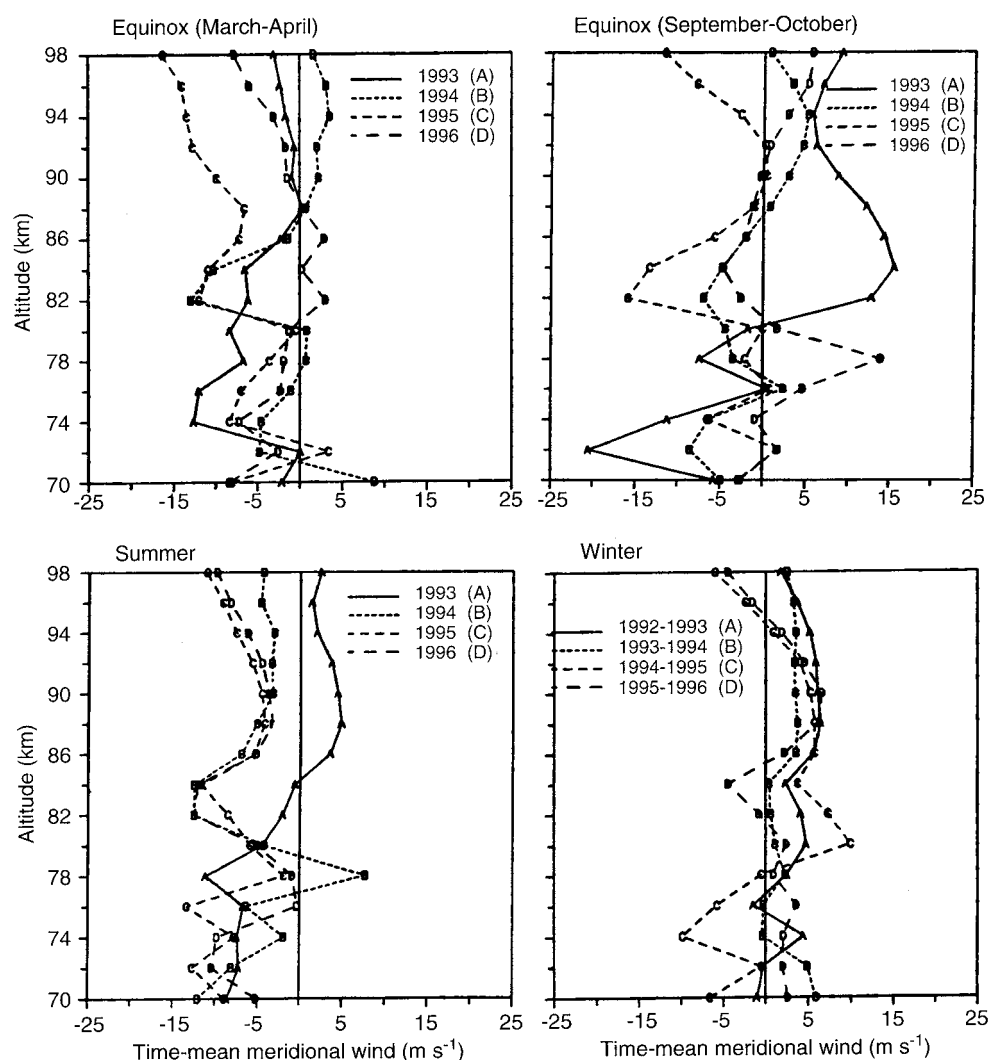 Equinox (March-April)
98
94
90
86
82
78
74
70
-25
-15
-5
5
15
25
Altitude (km)
1993 (A)
1994 (B)
1995 (C)
1996 (D)
Equinox (September-October)
-25
-15
-5
5
15
25
1993 (A)
1994 (B)
1995 (C)
1996 (D)
Summer
98
94
90
86
82
78
74
70
-25
-15
-5
5
15
25
Altitude (km)
Time-mean meridional wind (m s-1)
1993 (A)
1994 (B)
1995 (C)
1996 (D)
Winter
-25
-15
-5
5
15
25
Time-mean meridional wind (m s-1)
1992-1993 (A)
1993-1994 (B)
1994-1995 (C)
1995-1996 (D)